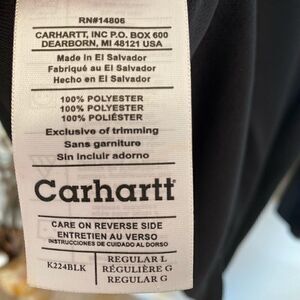 RN#14806
CARHARTT, INC P.O. BOX 600
DEARBORN, MI 48121 USA
Made in El Salvador
Fabriqué au El Salvador
Hecho en El Salvador
100% POLYESTER
100% POLYESTER
100% POLIÉSTER
Exclusive of trimming
Sans garniture
Sin incluir adorno
Carhartt
CARE ON REVERSE SIDE
ENTRETIEN AU VERSO
INSTRUCCIONES DE CUIDADO AL DORSO
K224BLK
REGULAR L
RÉGULIÈRE G
REGULAR G